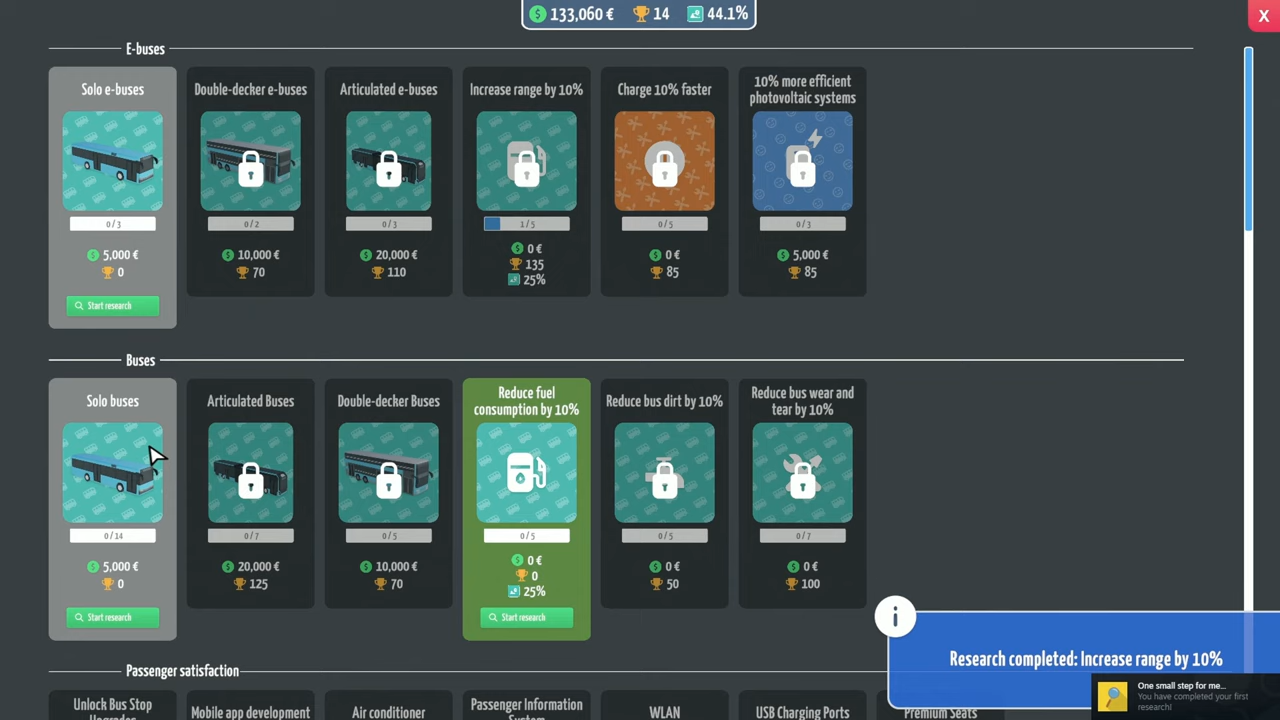 133,060 €
14
44.1%
X
E-buses
Solo e-buses
0 / 3
5,000 €
0
Start research
Double-decker e-buses
0 / 2
10,000 €
70
Articulated e-buses
0 / 3
20,000 €
110
Increase range by 10%
1 / 5
0 €
135
25%
Charge 10% faster
0 / 5
0 €
85
10% more efficient
photovoltaic systems
0 / 3
5,000 €
85
Buses
Solo buses
0 / 14
5,000 €
0
Start research
Articulated Buses
0 / 7
20,000 €
125
Double-decker Buses
0 / 5
10,000 €
70
Reduce fuel
consumption by 10%
0 / 5
0 €
0
25%
Start research
Reduce bus dirt by 10%
0 / 5
0 €
50
Reduce bus wear and
tear by 10%
0 / 7
0 €
100
Passenger satisfaction
Unlock Bus Stop
Upgrades
Mobile app development
Air conditioner
Passenger Information
System
WLAN
USB Charging Ports
Premium Seats
i
Research completed: Increase range by 10%
One small step for me...
You have completed your first
research!